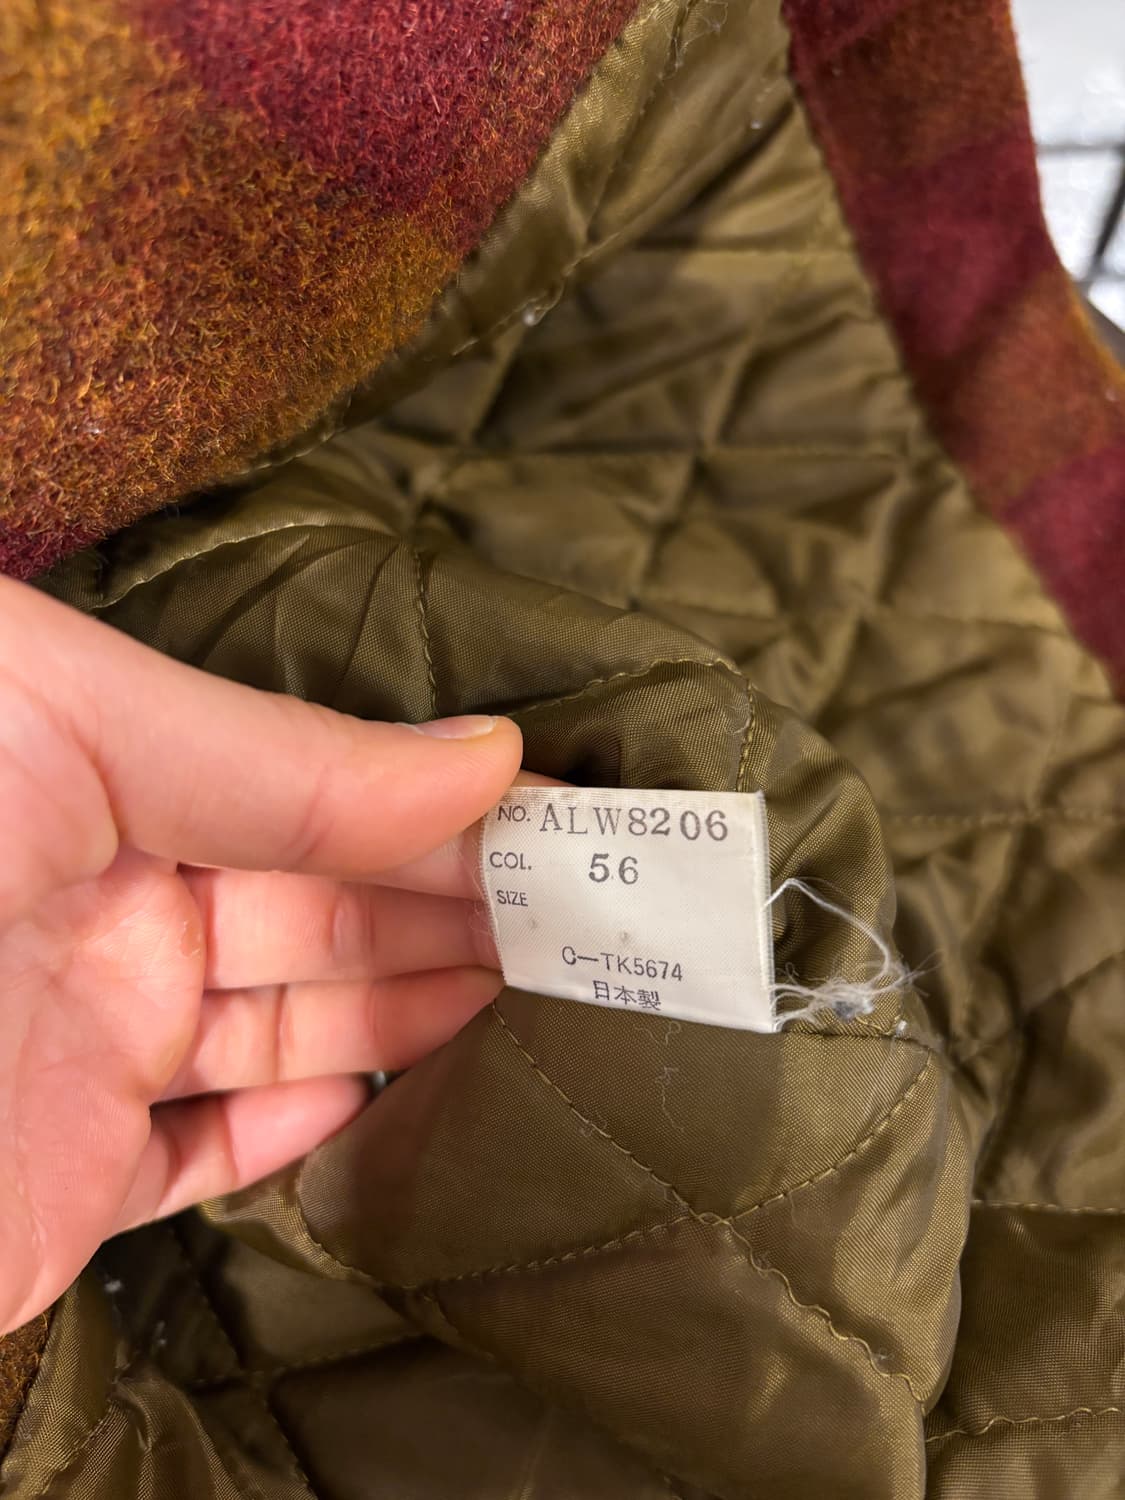 NO. ALW8206
COL. 56
SIZE
C-TK5674
日本製